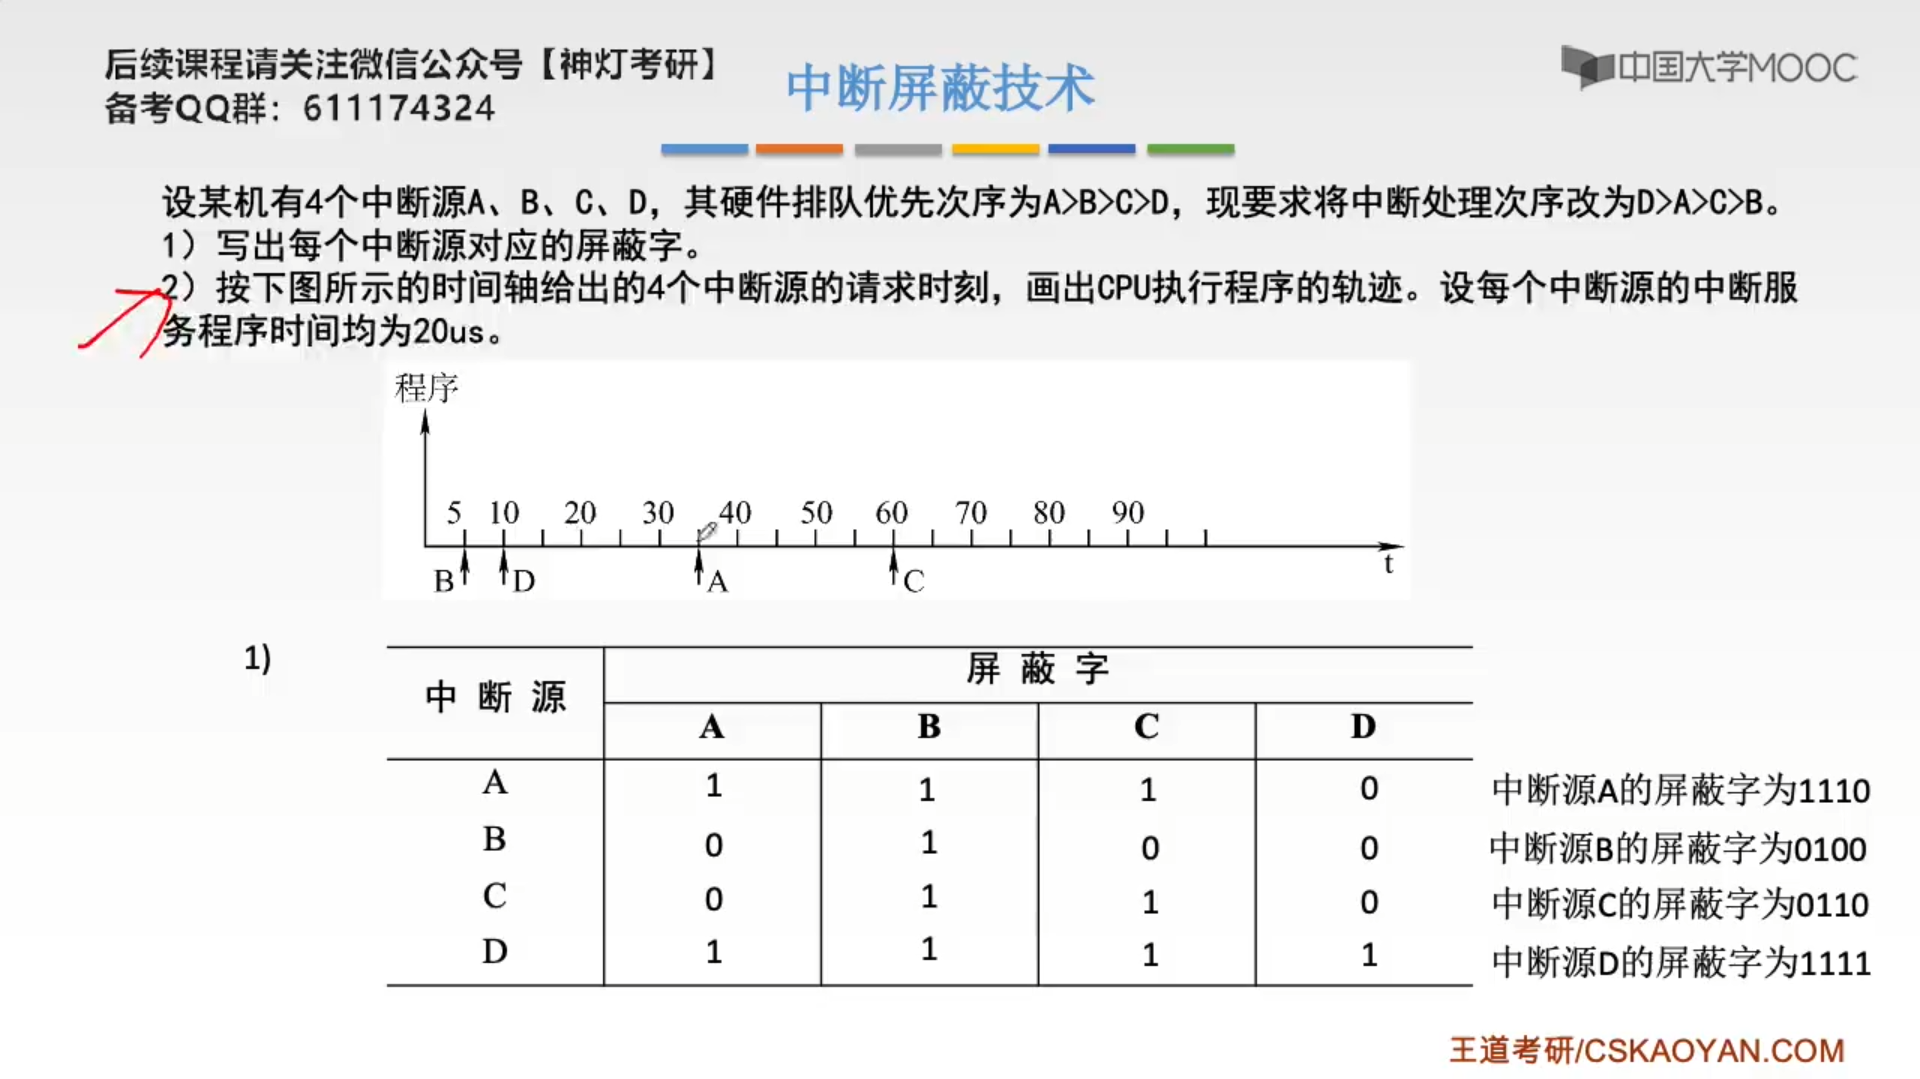 后续课程请关注微信公众号【神灯考研】
备考QQ群：611174324
中断屏蔽技术
中国大学MOOC
设某机有4个中断源A、B、C、D，其硬件排队优先次序为A>B>C>D，现要求将中断处理次序改为D>A>C>B。
1）写出每个中断源对应的屏蔽字。
2）按下图所示的时间轴给出的4个中断源的请求时刻，画出CPU执行程序的轨迹。设每个中断源的中断服
务程序时间均为20us。
程序
5 10 20 30 40 50 60 70 80 90
t
B D A C
1)
中断源 屏蔽字
A B C D
A 1 1 1 0 中断源A的屏蔽字为1110
B 0 1 0 0 中断源B的屏蔽字为0100
C 0 1 1 0 中断源C的屏蔽字为0110
D 1 1 1 1 中断源D的屏蔽字为1111
王道考研/CSKAOYAN.COM